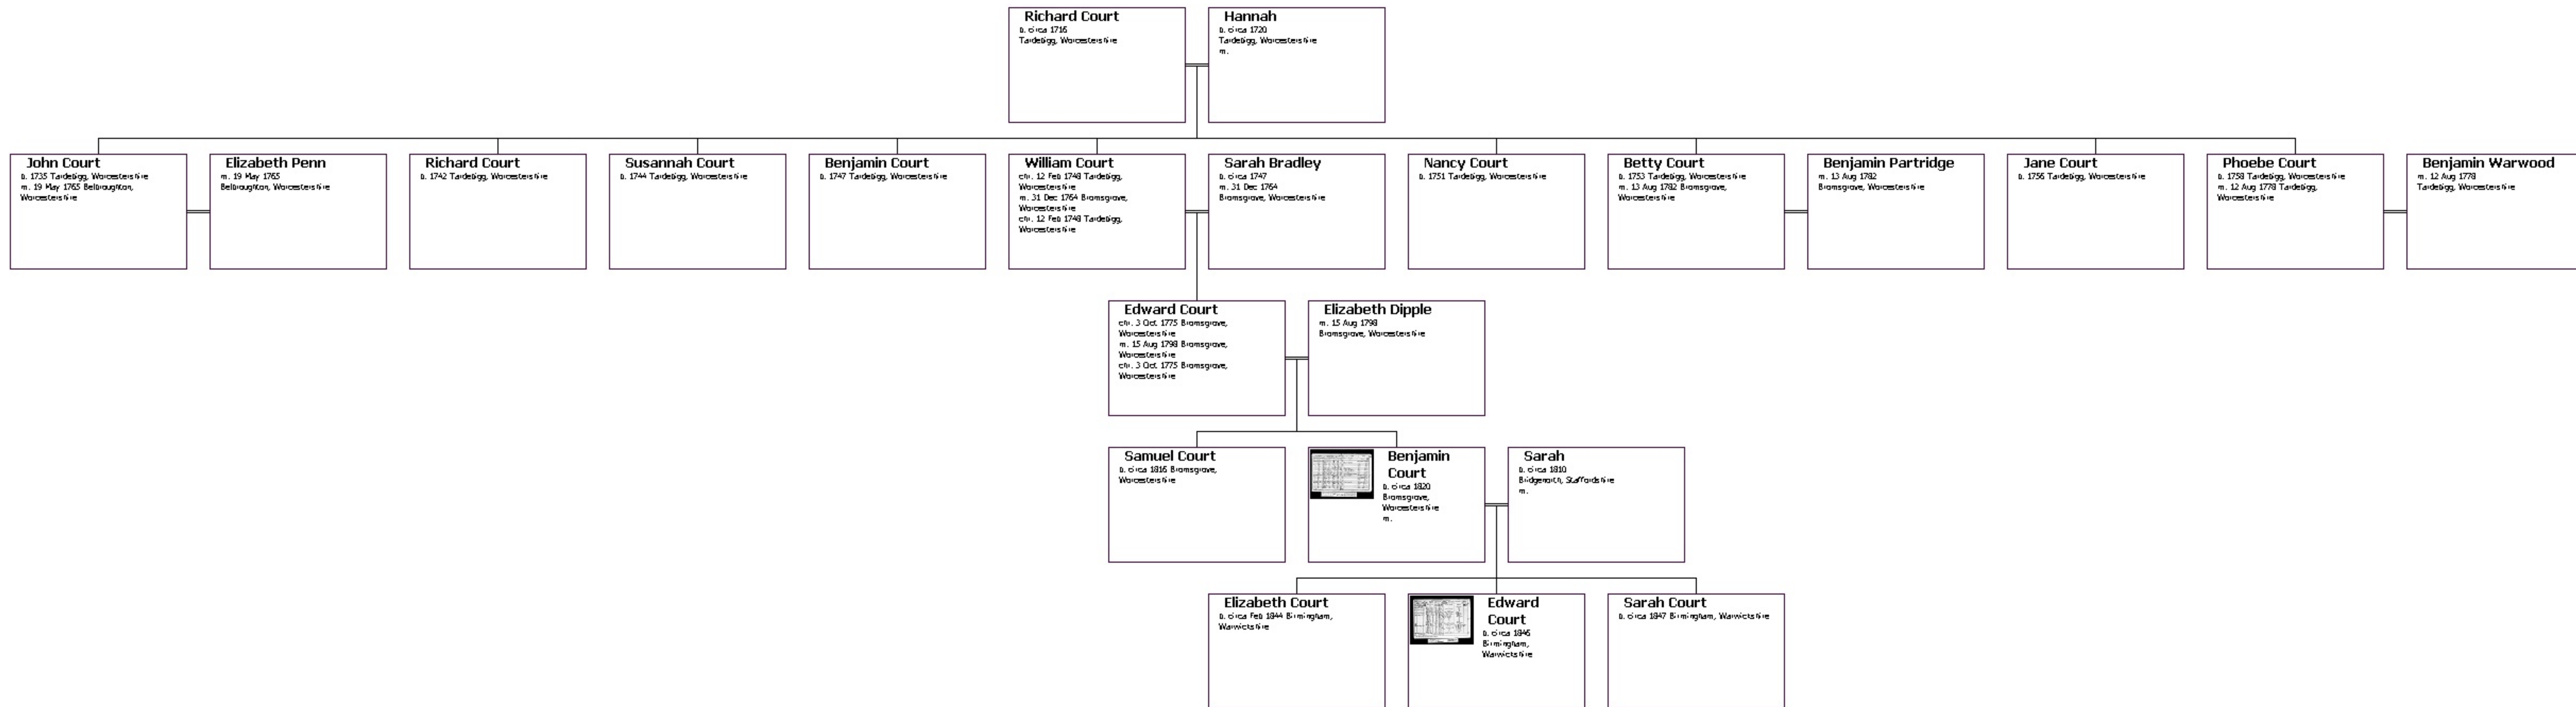 Richard Court
b. circa 1716
Tardebigg, Worcestershire
Hannah
b. circa 1720
Tardebigg, Worcestershire
m.
John Court
b. 1735 Tardebigg, Worcestershire
m. 19 May 1765 Belbroughton,
Worcestershire
Elizabeth Penn
m. 19 May 1765
Belbroughton, Worcestershire
Richard Court
b. 1742 Tardebigg, Worcestershire
Susannah Court
b. 1744 Tardebigg, Worcestershire
Benjamin Court
b. 1747 Tardebigg, Worcestershire
William Court
chr. 12 Feb 1748 Tardebigg,
Worcestershire
m. 31 Dec 1764 Bromsgrove,
Worcestershire
chr. 12 Feb 1748 Tardebigg,
Worcestershire
Sarah Bradley
b. circa 1747
m. 31 Dec 1764
Bromsgrove, Worcestershire
Nancy Court
b. 1751 Tardebigg, Worcestershire
Betty Court
b. 1753 Tardebigg, Worcestershire
m. 13 Aug 1782 Bromsgrove,
Worcestershire
Benjamin Partridge
m. 13 Aug 1782
Bromsgrove, Worcestershire
Jane Court
b. 1756 Tardebigg, Worcestershire
Phoebe Court
b. 1758 Tardebigg, Worcestershire
m. 12 Aug 1778 Tardebigg,
Worcestershire
Benjamin Warwood
m. 12 Aug 1778
Tardebigg, Worcestershire
Edward Court
chr. 3 Oct 1775 Bromsgrove,
Worcestershire
m. 15 Aug 1798 Bromsgrove,
Worcestershire
chr. 3 Oct 1775 Bromsgrove,
Worcestershire
Elizabeth Dipple
m. 15 Aug 1798
Bromsgrove, Worcestershire
Samuel Court
b. circa 1816 Bromsgrove,
Worcestershire
Benjamin
Court
b. circa 1820
Bromsgrove,
Worcestershire
m.
Sarah
b. circa 1810
Bridgenorth, Staffordshire
m.
Elizabeth Court
b. circa Feb 1844 Birmingham,
Warwickshire
Edward
Court
b. circa 1846
Birmingham,
Warwickshire
Sarah Court
b. circa 1847 Birmingham, Warwickshire